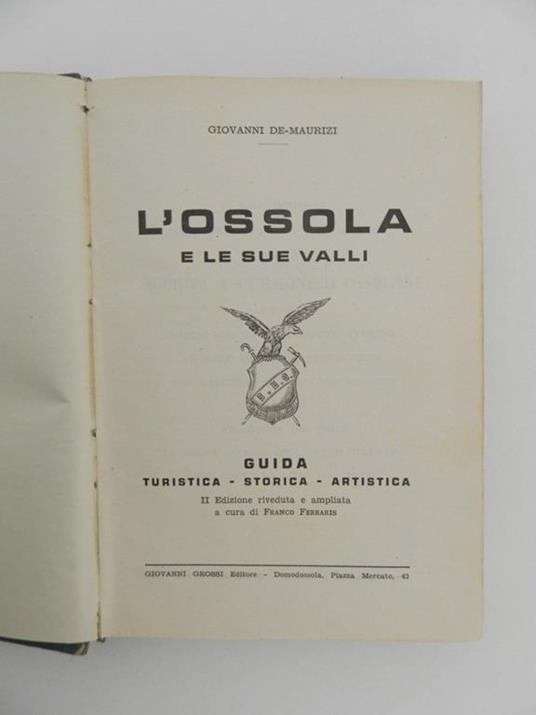 GIOVANNI DE-MAURIZI
L'OSSOLA
E LE SUE VALLI
GUIDA
TURISTICA - STORICA - ARTISTICA
II Edizione riveduta e ampliata
a cura di FRANCO FERRARIS
GIOVANNI GROSSI Editore - Domodossola, Piazza Mercato, 43